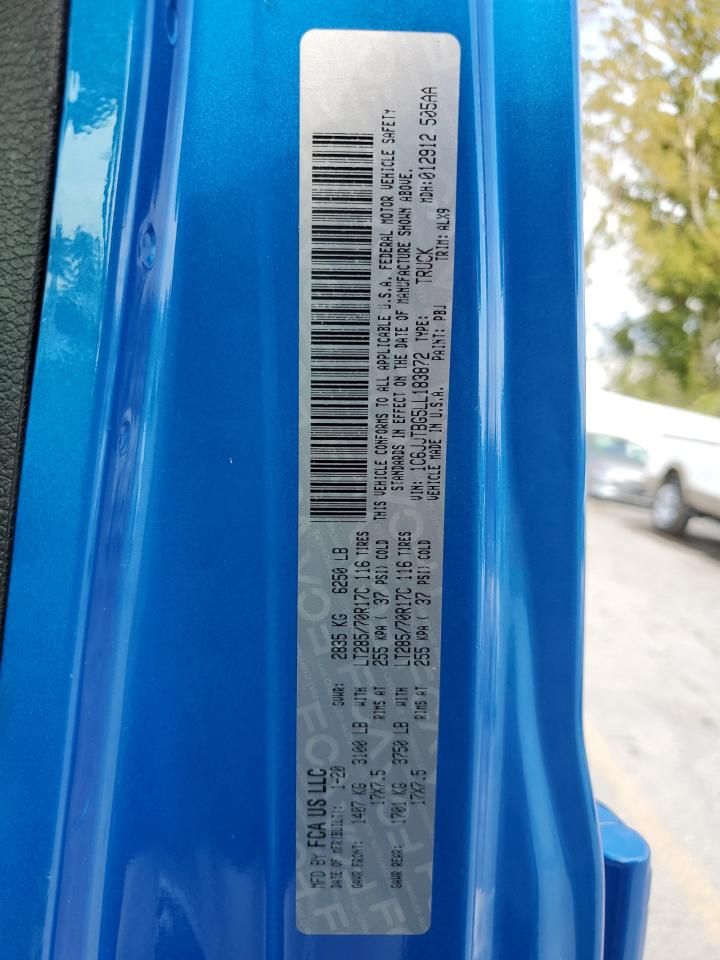 MFD BY FCA US LLC
DATE OF MFR(BUILT): 1-20 GVWR: 2835 KG 6250 LB
GAWR FRONT: 1407 KG 3100 LB WITH LT285/70R17C 116 TIRES
17X7.5 RIMS AT 255 KPA ( 37 PSI) COLD
GAWR REAR: 1701 KG 3750 LB WITH LT285/70R17C 116 TIRES
17X7.5 RIMS AT 255 KPA ( 37 PSI) COLD
THIS VEHICLE CONFORMS TO ALL APPLICABLE U.S.A. FEDERAL MOTOR VEHICLE SAFETY
STANDARDS IN EFFECT ON THE DATE OF MANUFACTURE SHOWN ABOVE.
VIN: 1C6JJTBG5LL183872 TYPE: TRUCK MDH:012912 505AA
VEHICLE MADE IN U.S.A. PAINT: PBJ TRIM: ALX9